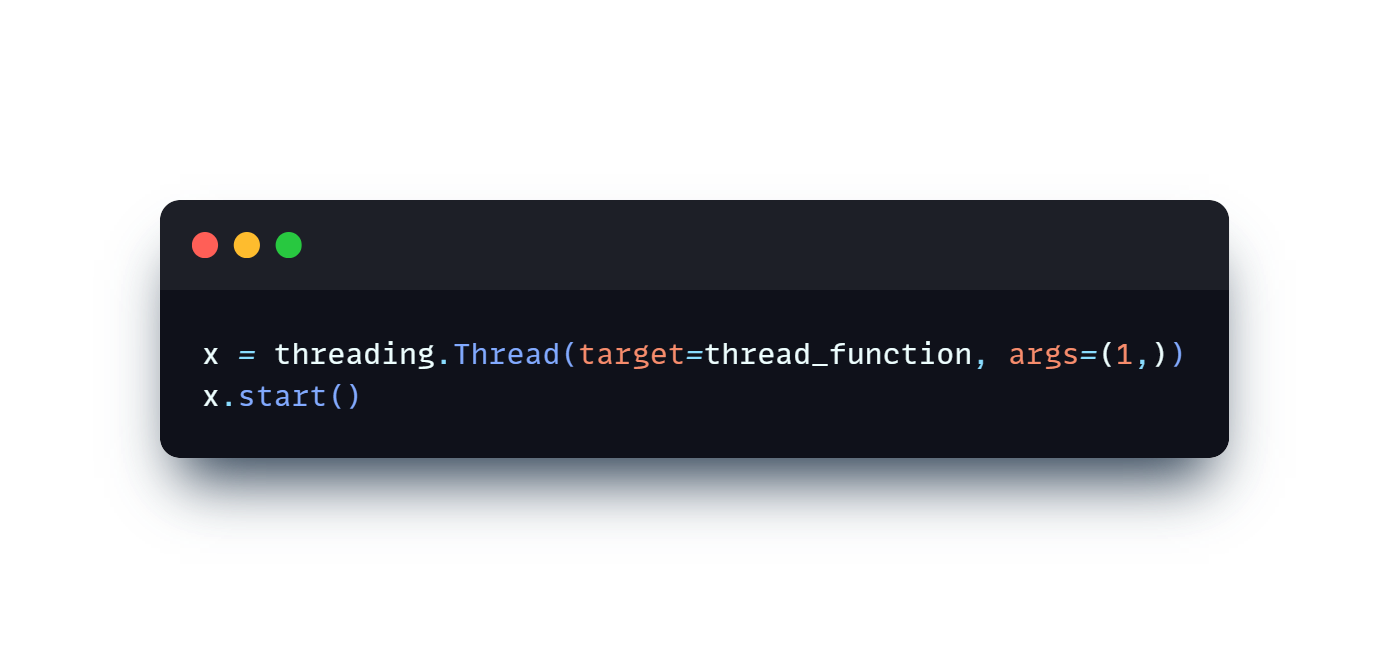 x = threading.Thread(target=thread_function, args=(1,))
x.start()